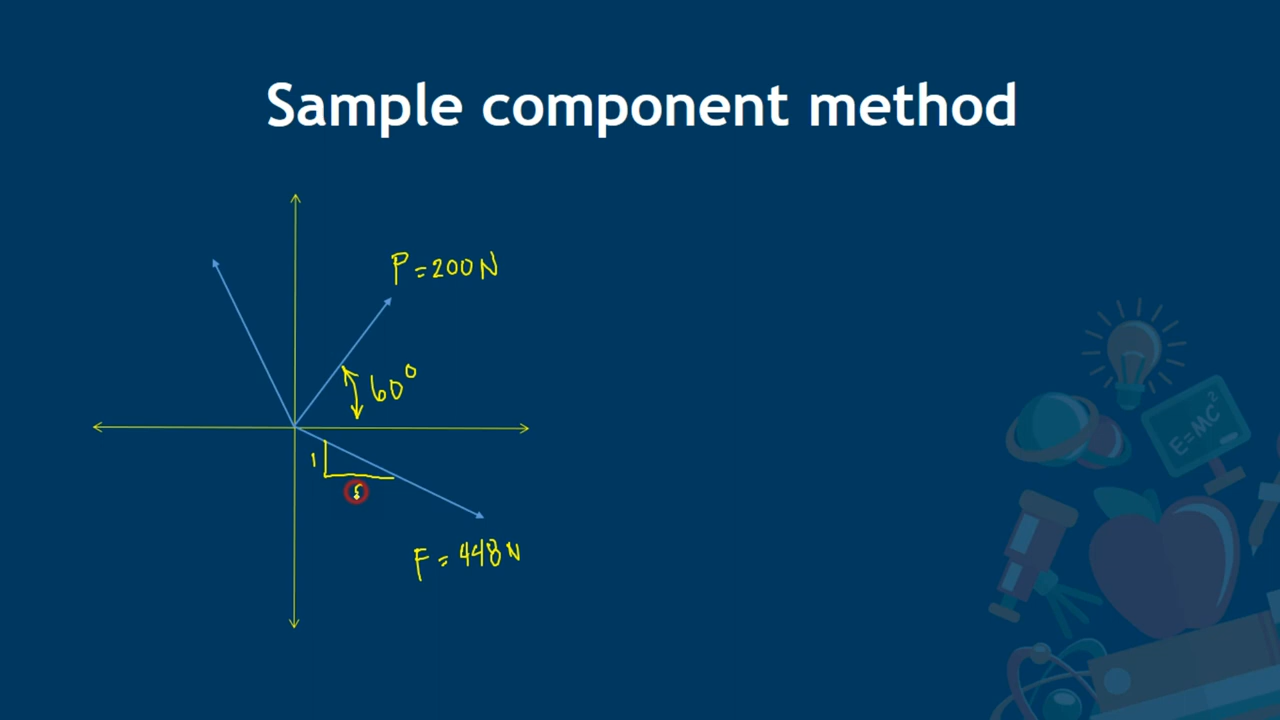 Sample component method
P = 200 N
60°
1
F = 448 N
E=MC²